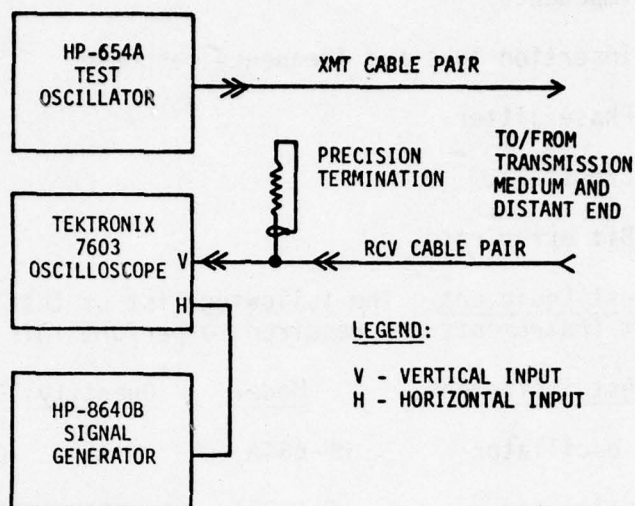 HP-654A
TEST
OSCILLATOR
XMT CABLE PAIR
PRECISION
TERMINATION
TO/FROM
TRANSMISSION
MEDIUM AND
DISTANT END
TEKTRONIX
7603
OSCILLOSCOPE
V
H
RCV CABLE PAIR
LEGEND:
V - VERTICAL INPUT
H - HORIZONTAL INPUT
HP-8640B
SIGNAL
GENERATOR